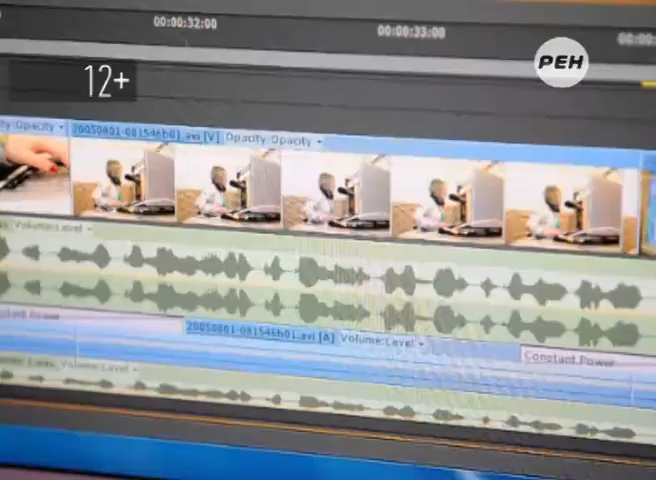 00:00:32:00
00:00:33:00
РЕН
12+
Opacity
20050801-081546b01.avi [V] Opacity:Opacity
Volume:Level
Power
20050801-081546b01.avi [A] Volume:Level
Constant Power
Volume:Level